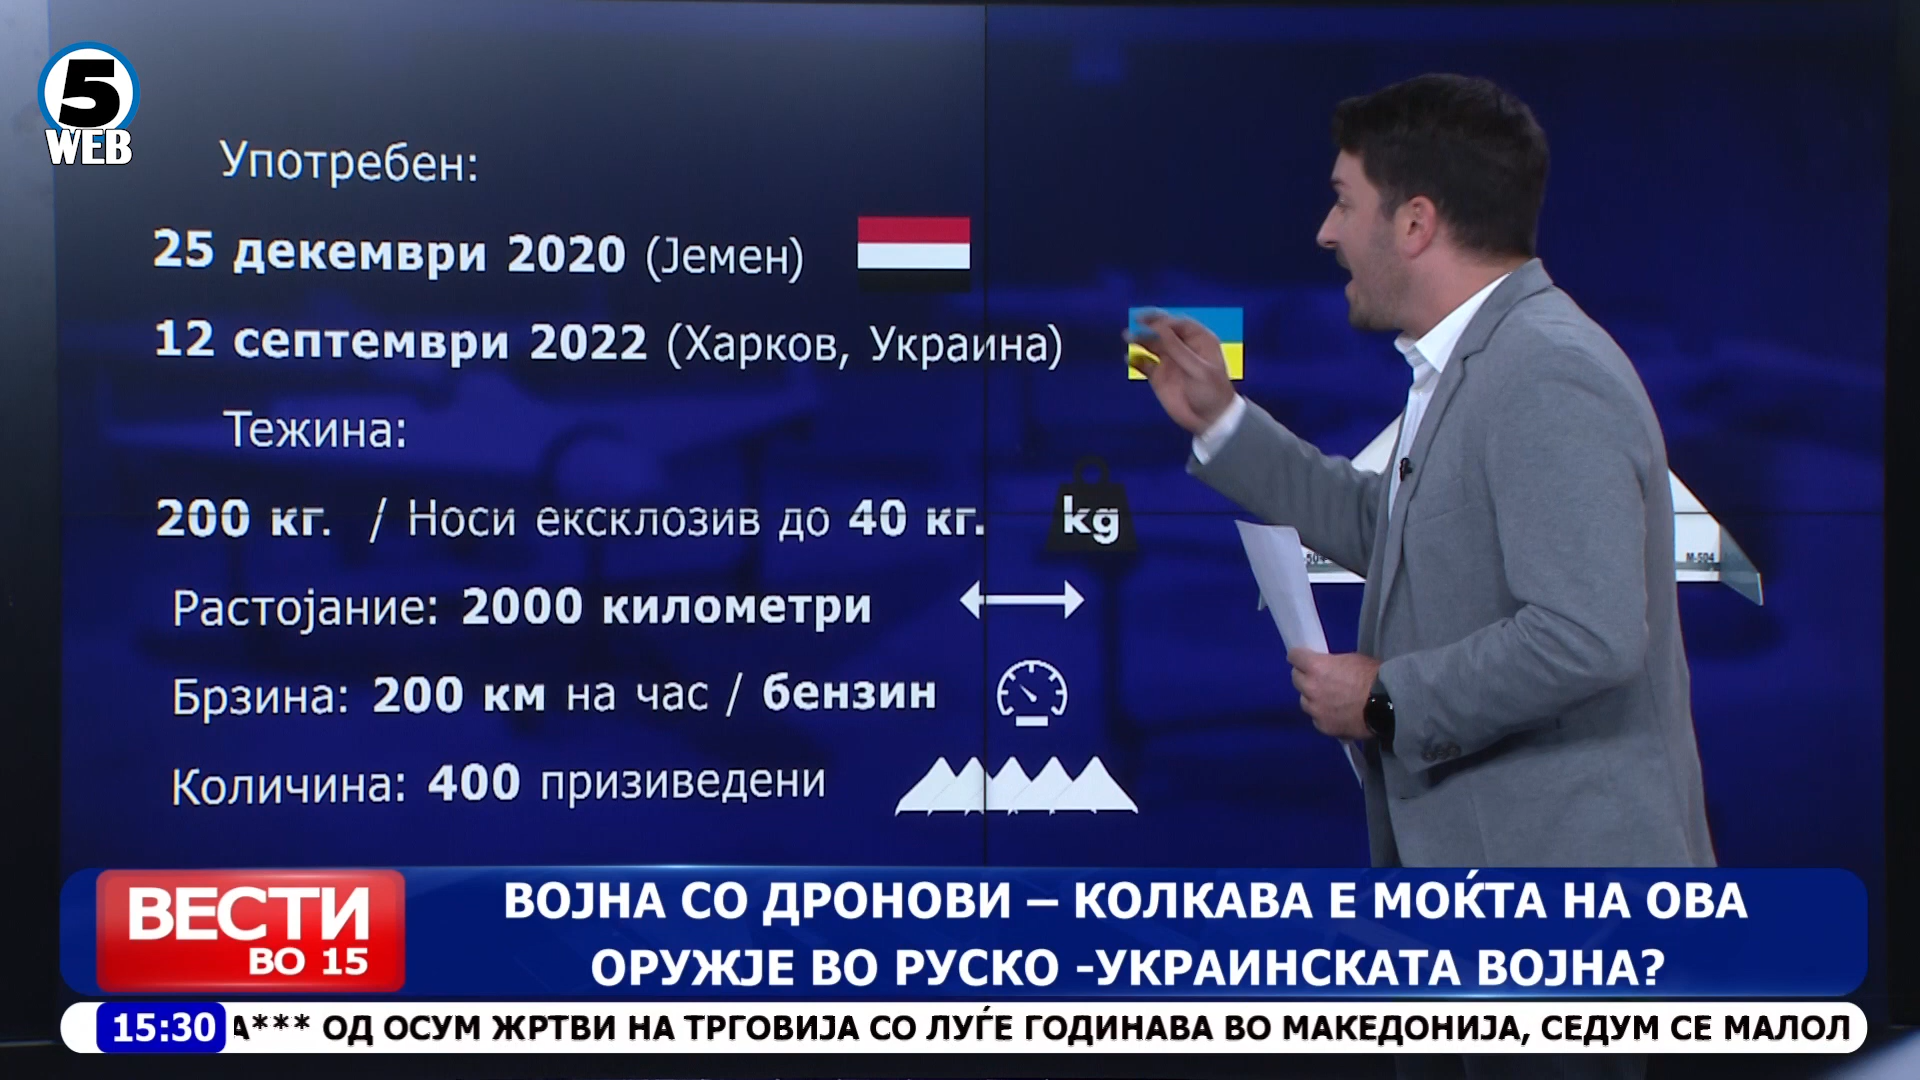 5
WEB
Употребен:
25 декември 2020 (Јемен)
12 септември 2022 (Харков, Украина)
Тежина:
200 кг. / Носи ексклозив до 40 кг.
kg
Растојание: 2000 километри
Брзина: 200 км на час / бензин
Количина: 400 призиведени
М-504
ВЕСТИ
ВО 15
ВОЈНА СО ДРОНОВИ – КОЛКАВА Е МОЌТА НА ОВА
ОРУЖЈЕ ВО РУСКО -УКРАИНСКАТА ВОЈНА?
15:30
А*** ОД ОСУМ ЖРТВИ НА ТРГОВИЈА СО ЛУЃЕ ГОДИНАВА ВО МАКЕДОНИЈА, СЕДУМ СЕ МАЛОЛ